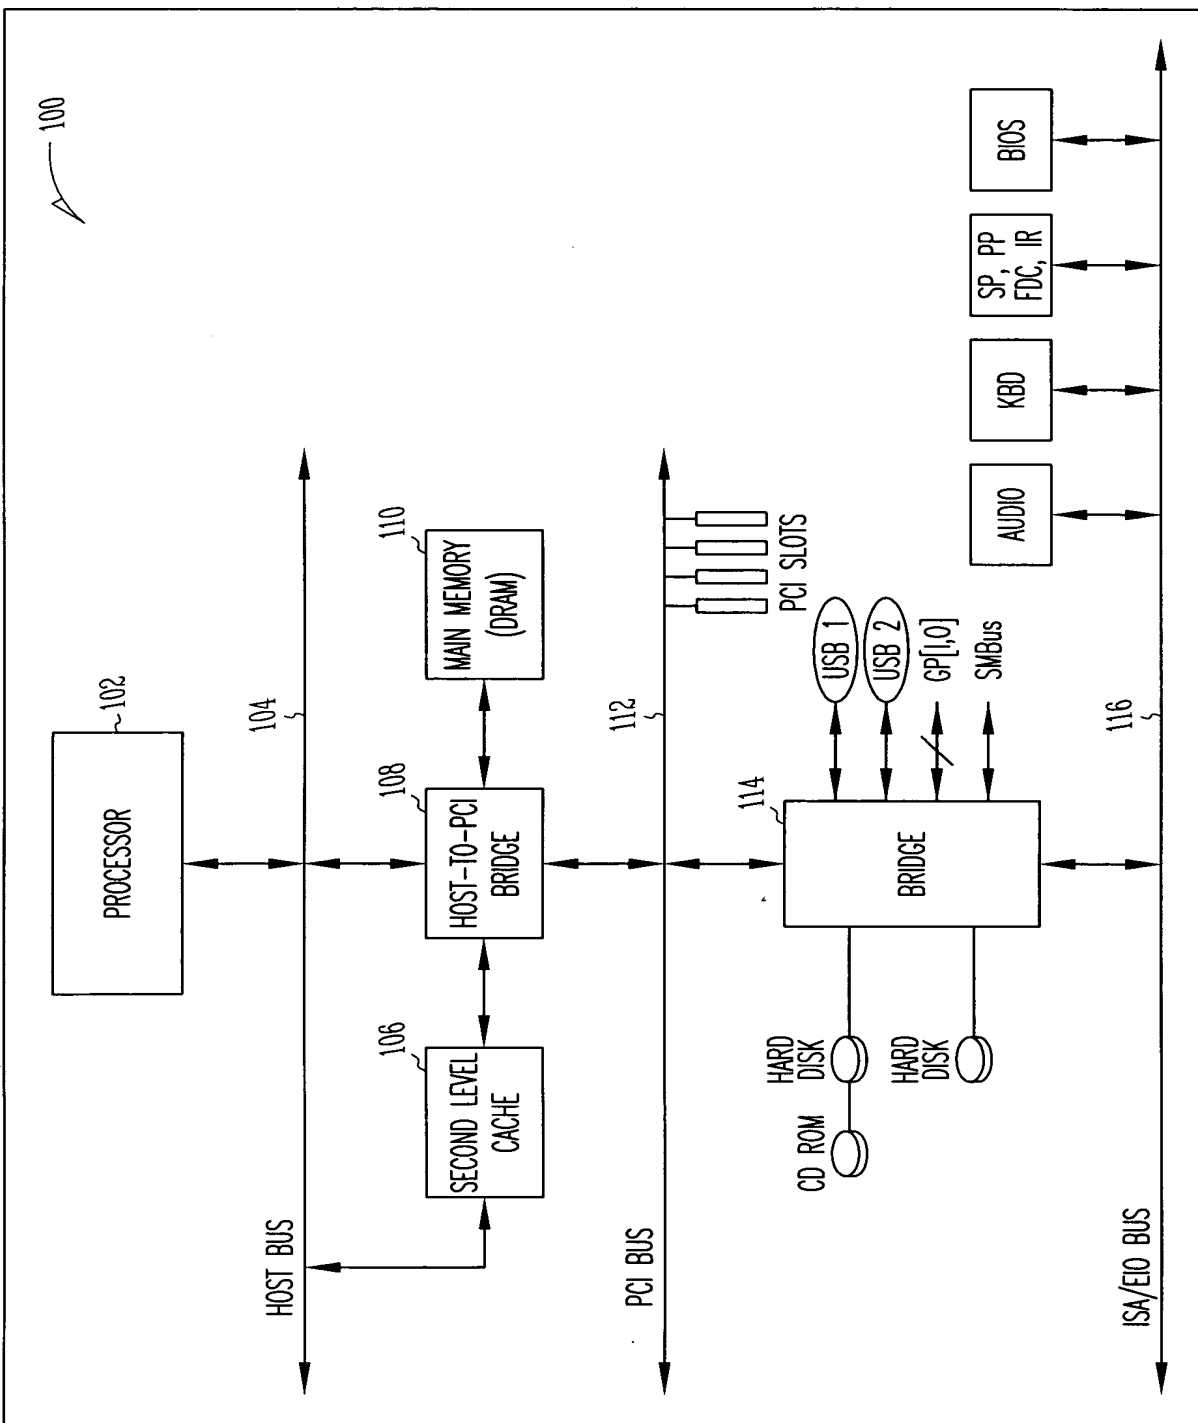 100
PROCESSOR
102
HOST BUS
104
SECOND LEVEL
CACHE
106
HOST-TO-PCI
BRIDGE
108
MAIN MEMORY
(DRAM)
110
PCI BUS
112
PCI SLOTS
CD ROM
HARD
DISK
HARD
DISK
BRIDGE
114
USB 1
USB 2
GP[I,O]
SMBus
AUDIO
KBD
SP, PP
FDC, IR
BIOS
ISA/EIO BUS
116